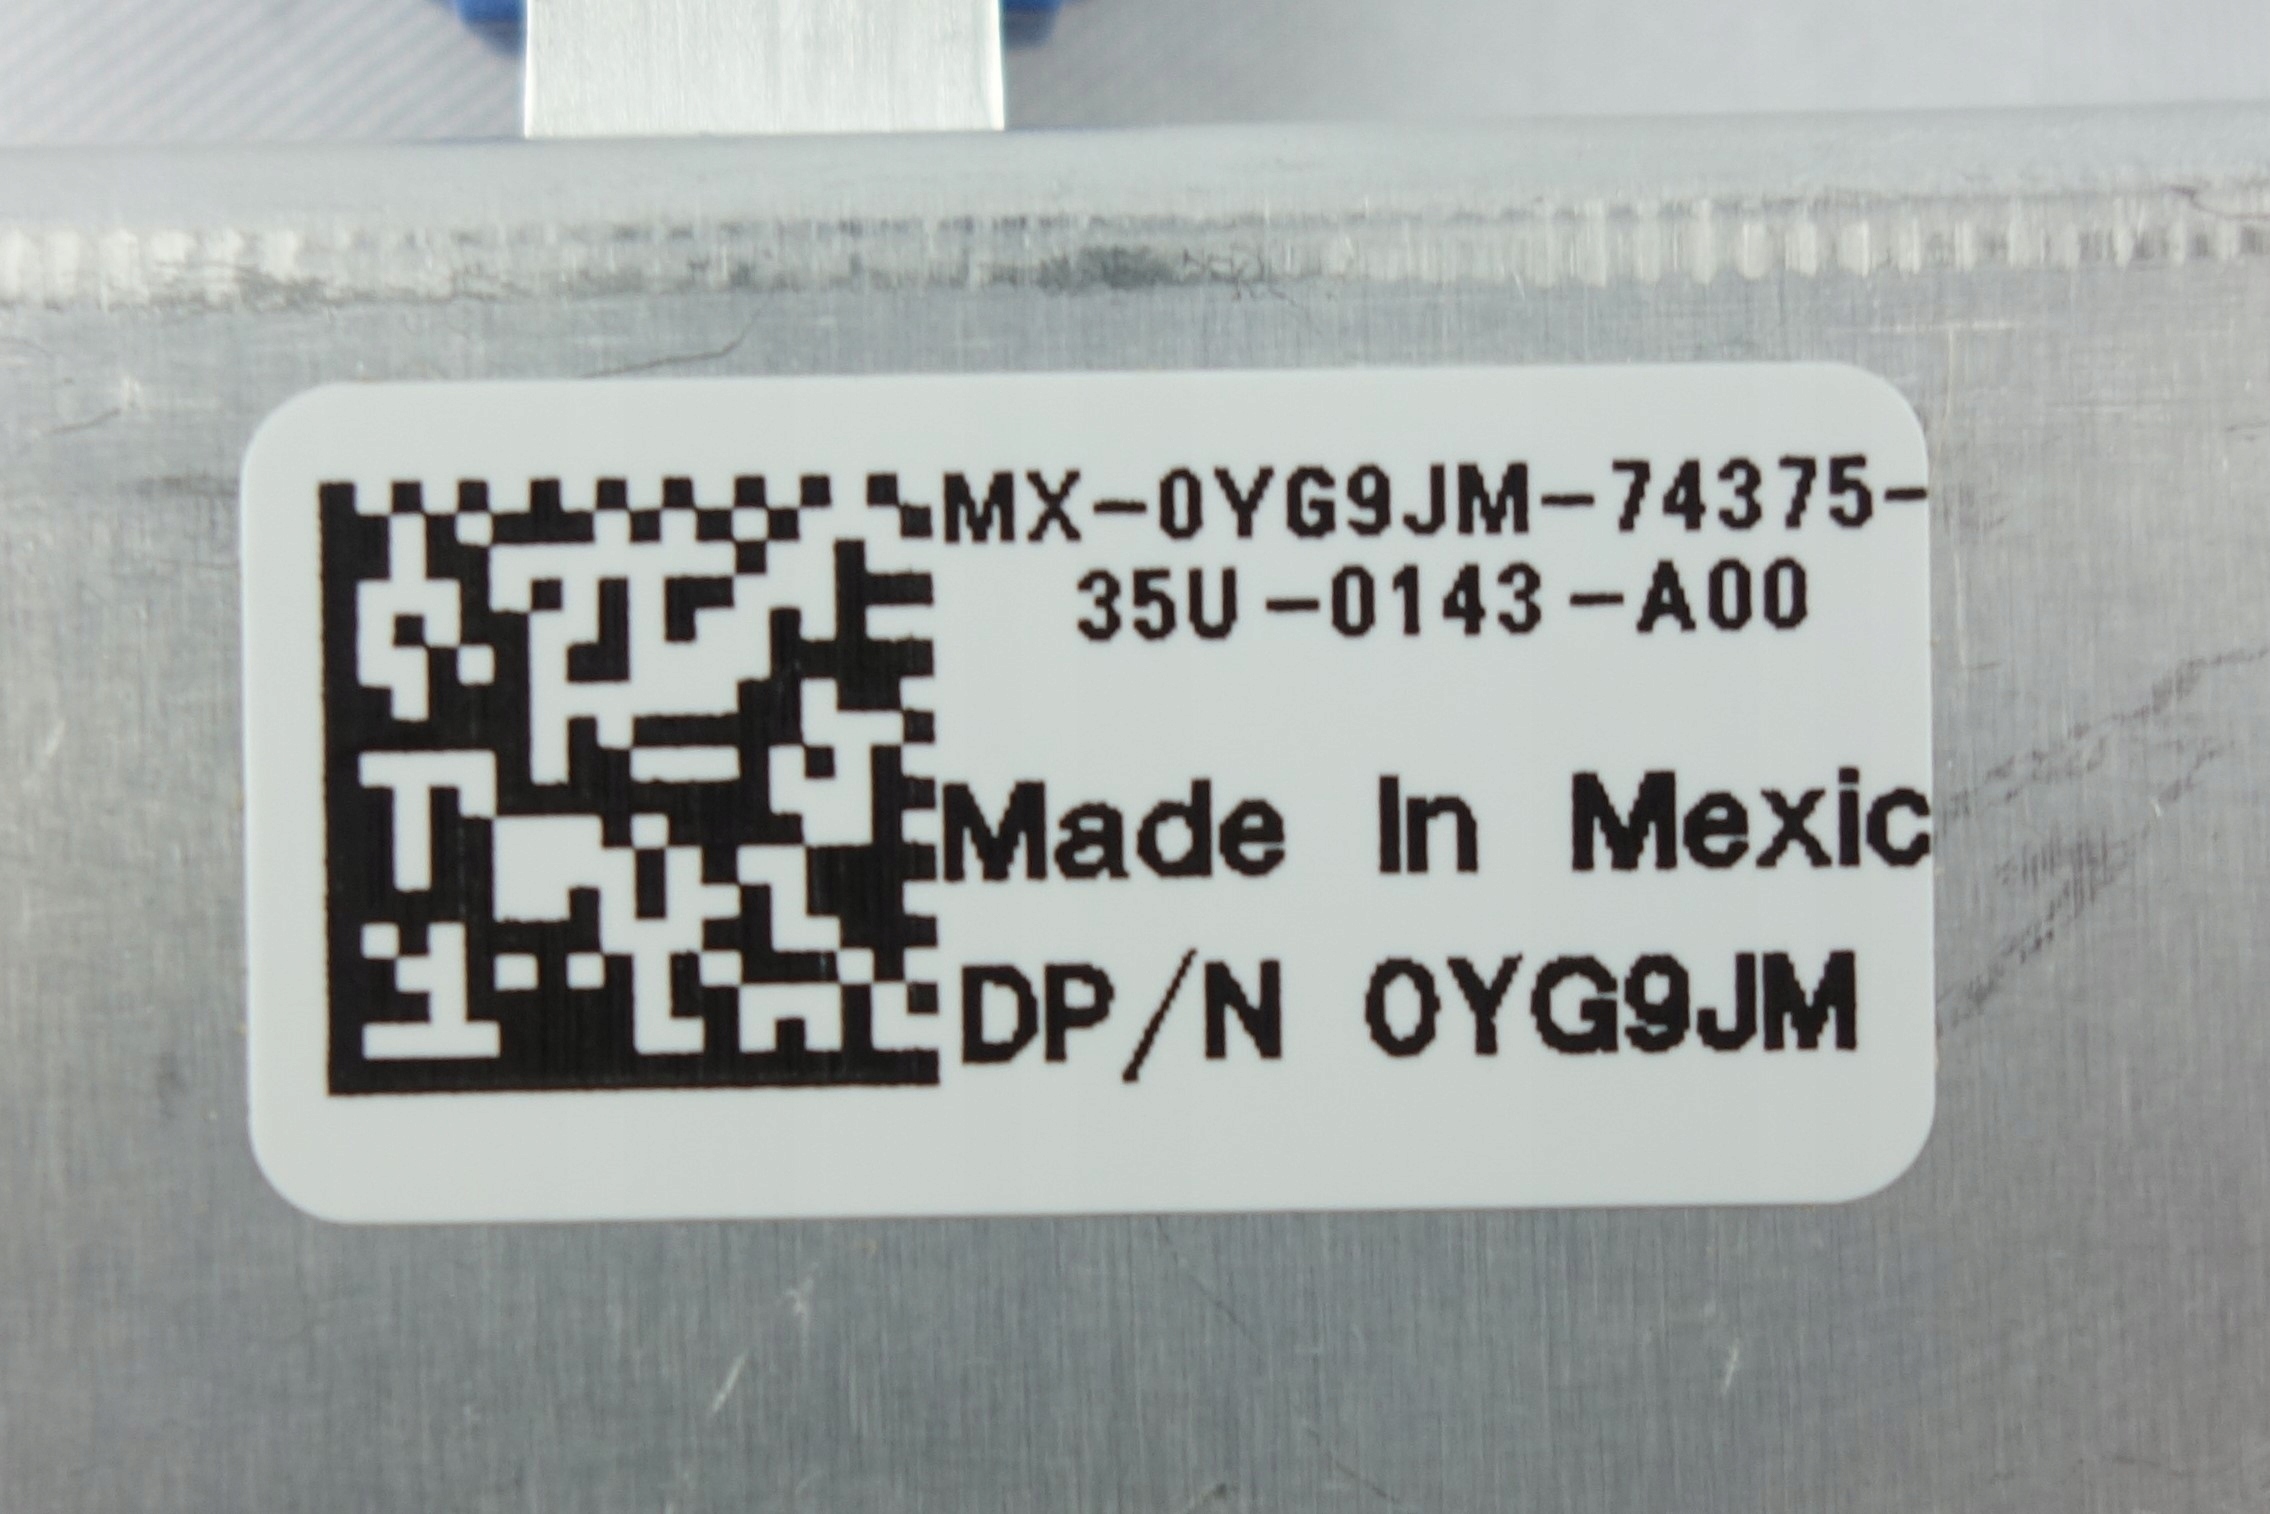 MX-0YG9JM-74375-
35U-0143-A00
Made In Mexic
DP/N 0YG9JM